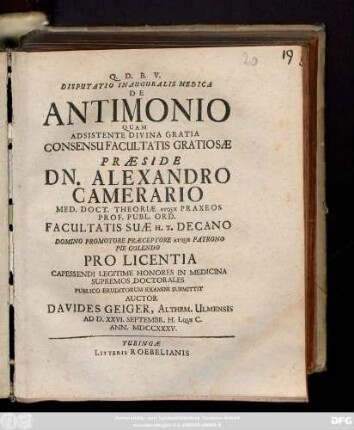 20
19
Q. D. B. V.
DISPUTATIO INAUGURALIS MEDICA
DE
ANTIMONIO
QUAM
ADSISTENTE DIVINA GRATIA
CONSENSU FACULTATIS GRATIOSÆ
PRÆSIDE
DN. ALEXANDRO
CAMERARIO
MED. DOCT. THEORIÆ ATQUE PRAXEOS
PROF. PUBL. ORD.
FACULTATIS SUÆ H. T. DECANO
DOMINO PROMOTORE PRÆCEPTORE ATQUE PATRONO
PIE COLENDO
PRO LICENTIA
CAPESSENDI LEGITIME HONORES IN MEDICINA
SUPREMOS DOCTORALES
PUBLICO ERUDITORUM EXAMINI SUBMITTIT
AUCTOR
DAVIDES GEIGER, ALTHEIM. ULMENSIS
AD D. XXVI. SEPTEMBR. H. LQUE C.
ANN. MDCCXXXV.
TUBINGÆ
LITTERIS ROEBELIANIS
DFG